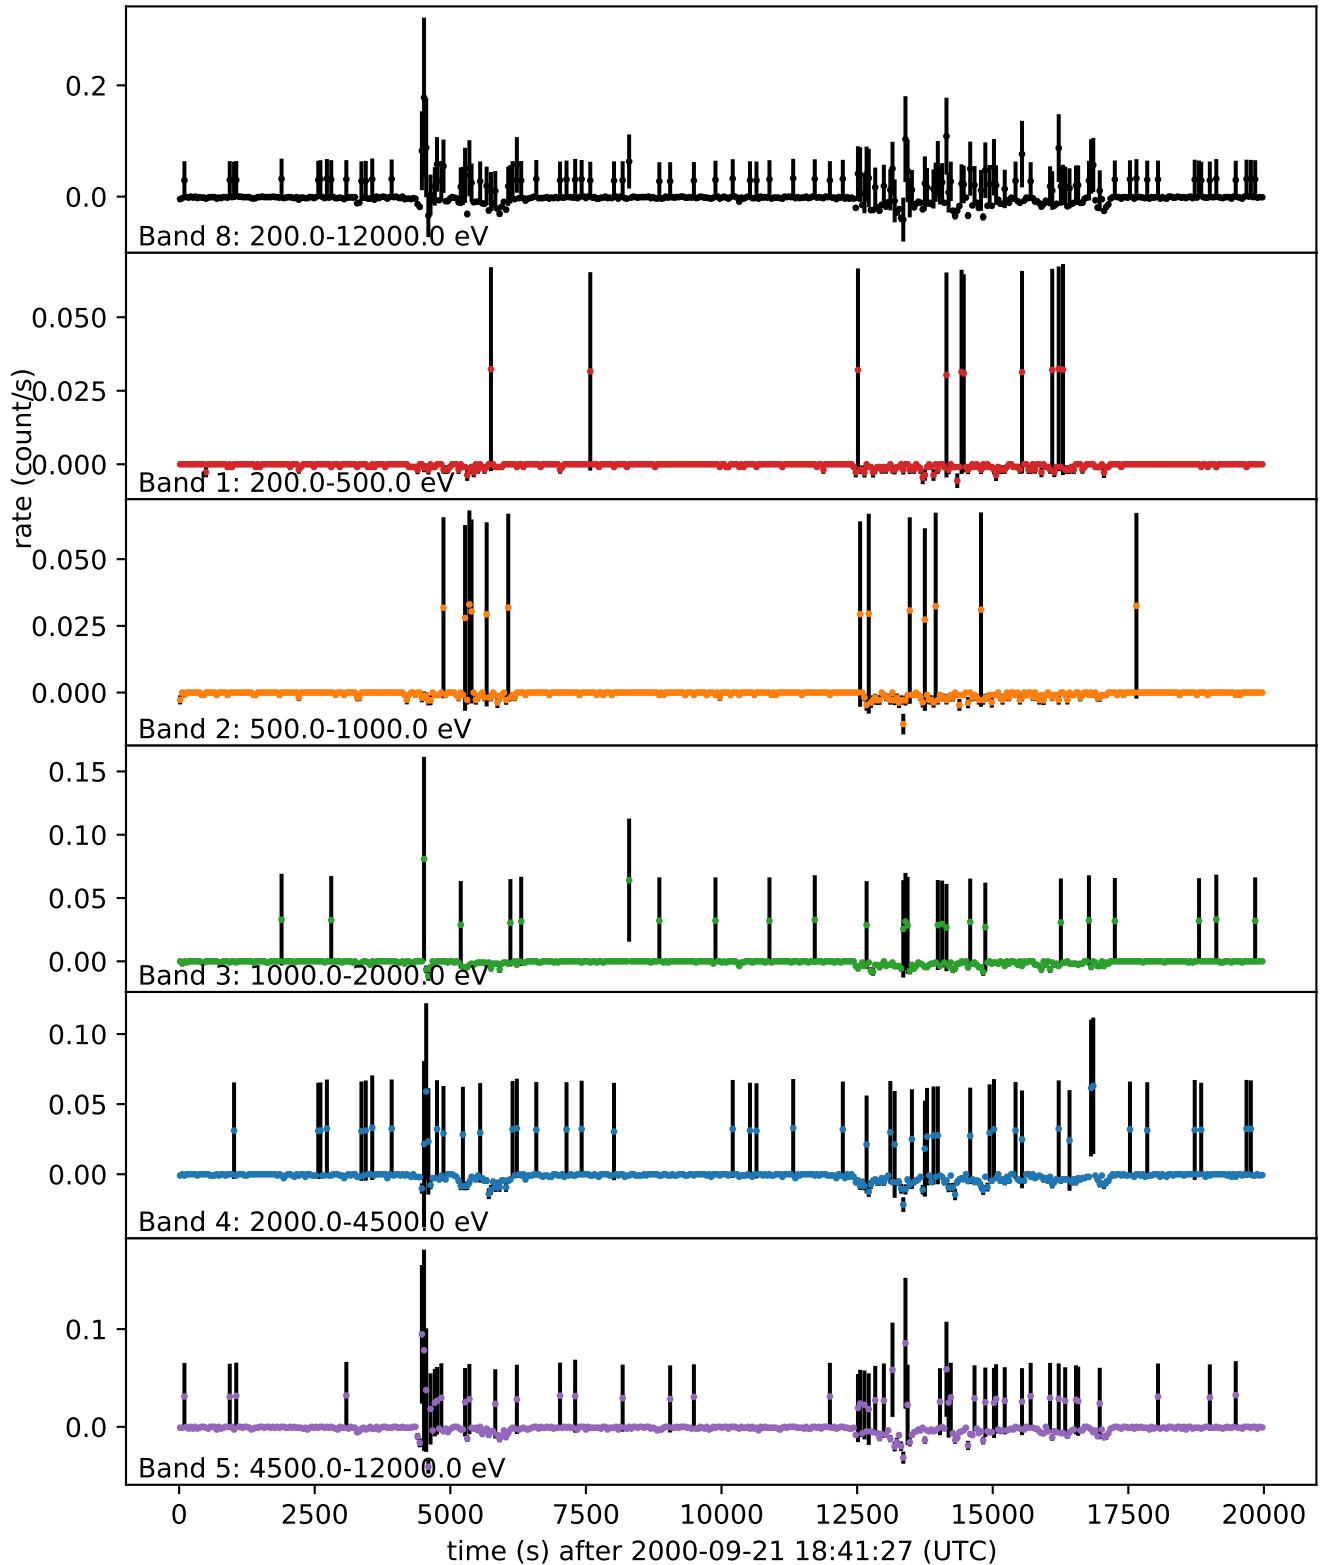 0.2
0.0
Band 8: 200.0-12000.0 eV
0.050
0.025
0.000
Band 1: 200.0-500.0 eV
rate (count/s)
0.050
0.025
0.000
Band 2: 500.0-1000.0 eV
0.15
0.10
0.05
0.00
Band 3: 1000.0-2000.0 eV
0.10
0.05
0.00
Band 4: 2000.0-4500.0 eV
0.1
0.0
Band 5: 4500.0-12000.0 eV
0 2500 5000 7500 10000 12500 15000 17500 20000
time (s) after 2000-09-21 18:41:27 (UTC)